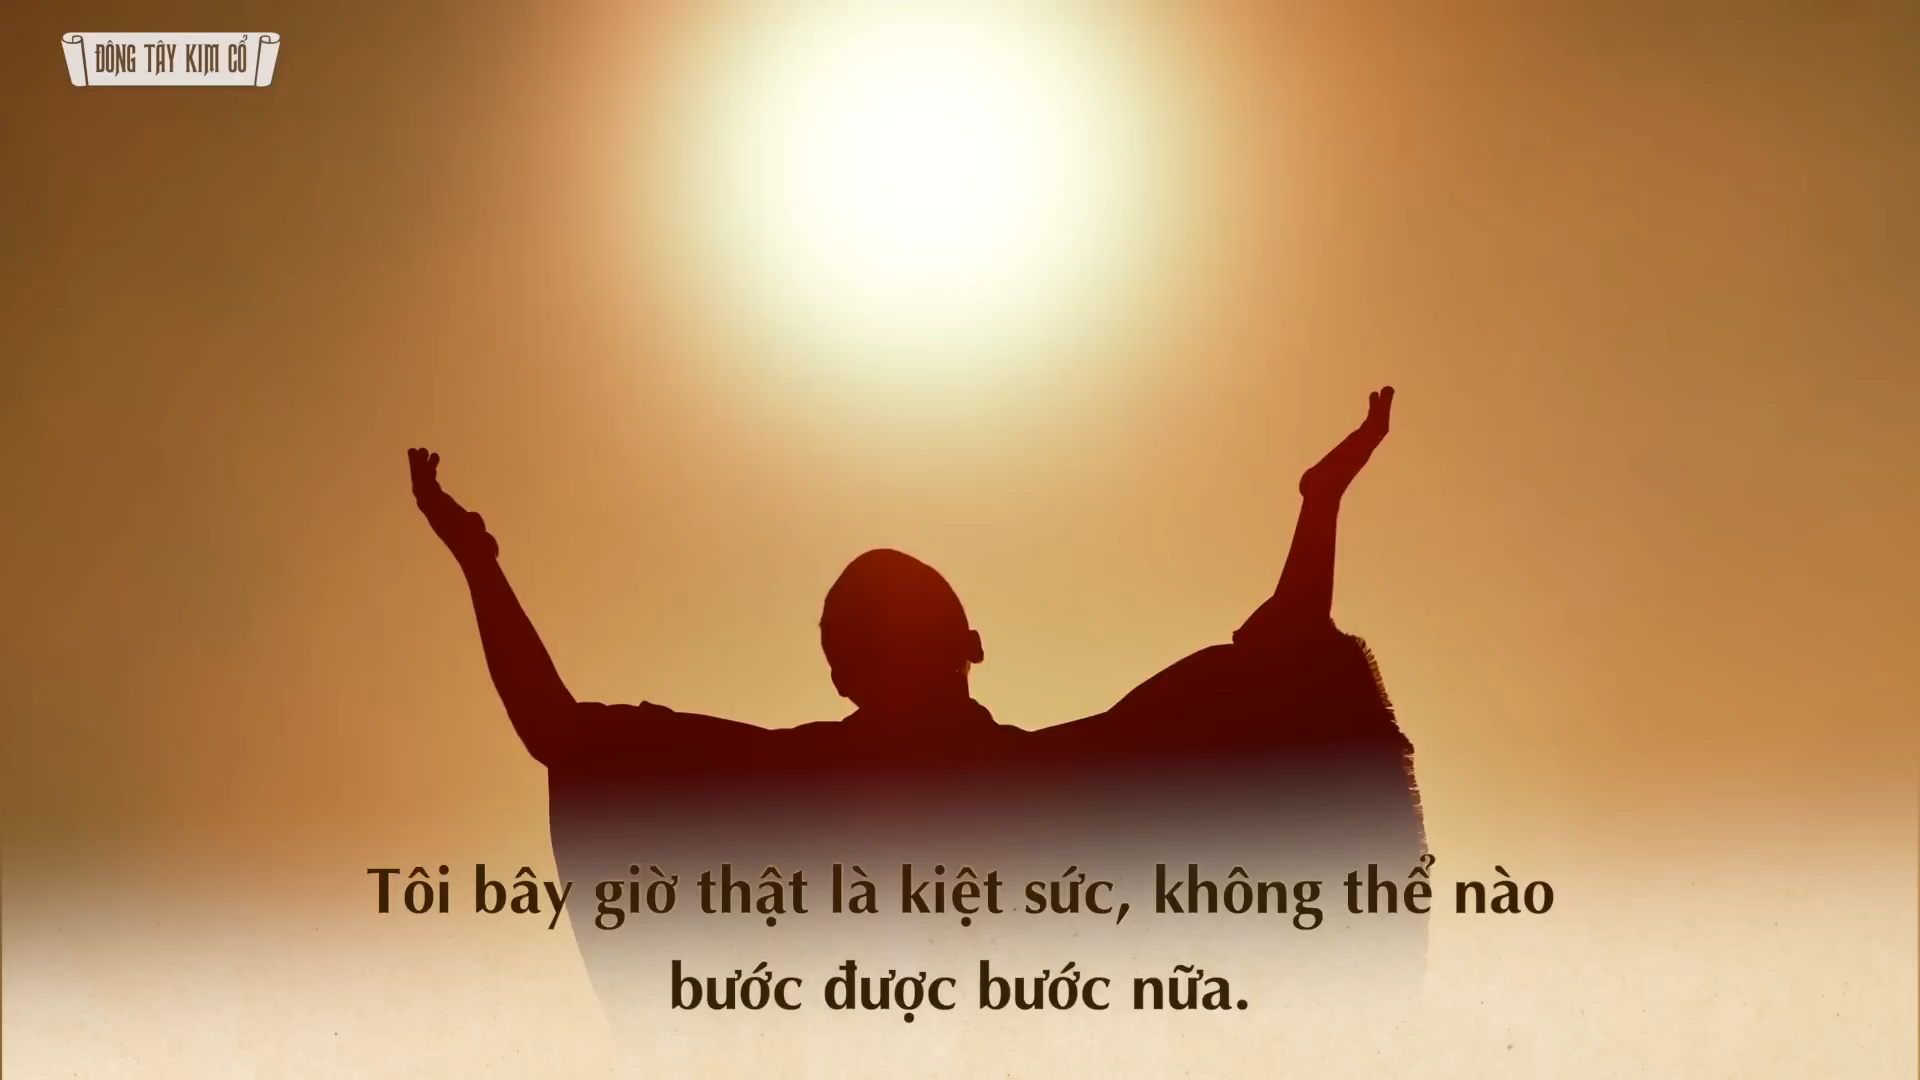 ĐÔNG TÂY KIM CỔ
Tôi bây giờ thật là kiệt sức, không thể nào
bước được bước nữa.